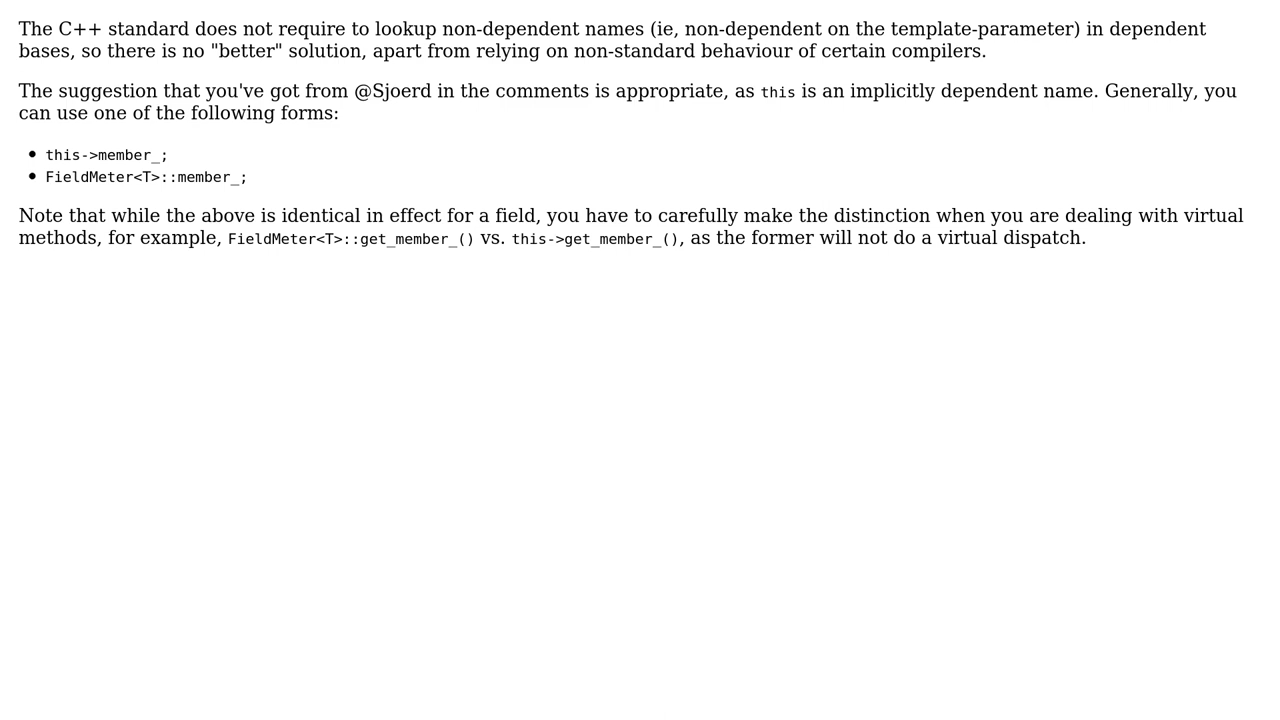 The C++ standard does not require to lookup non-dependent names (ie, non-dependent on the template-parameter) in dependent
bases, so there is no "better" solution, apart from relying on non-standard behaviour of certain compilers.
The suggestion that you've got from @Sjoerd in the comments is appropriate, as this is an implicitly dependent name. Generally, you
can use one of the following forms:
• this->member_;
• FieldMeter<T>::member_;
Note that while the above is identical in effect for a field, you have to carefully make the distinction when you are dealing with virtual
methods, for example, FieldMeter<T>::get_member_() vs. this->get_member_(), as the former will not do a virtual dispatch.